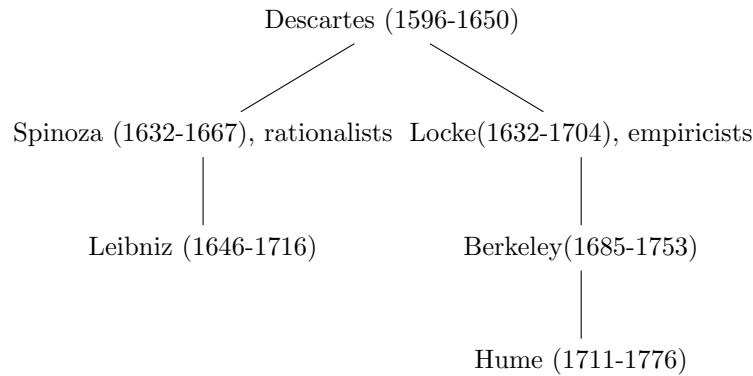 Descartes (1596-1650)
Spinoza (1632-1667), rationalists
Locke(1632-1704), empiricists
Leibniz (1646-1716)
Berkeley(1685-1753)
Hume (1711-1776)